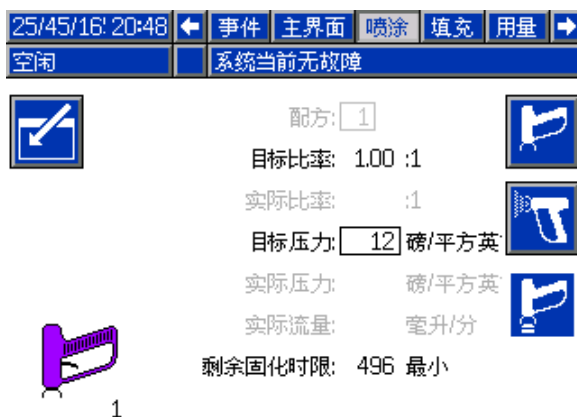 25/45/16! 20:48 事件 主界面 喷涂 填充 用量
空闲 系统当前无故障
配方: 1
目标比率: 1.00 :1
实际比率: :1
目标压力: 12 磅/平方英
实际压力: 磅/平方英
实际流量: 毫升/分
剩余固化时限: 496 最小
1